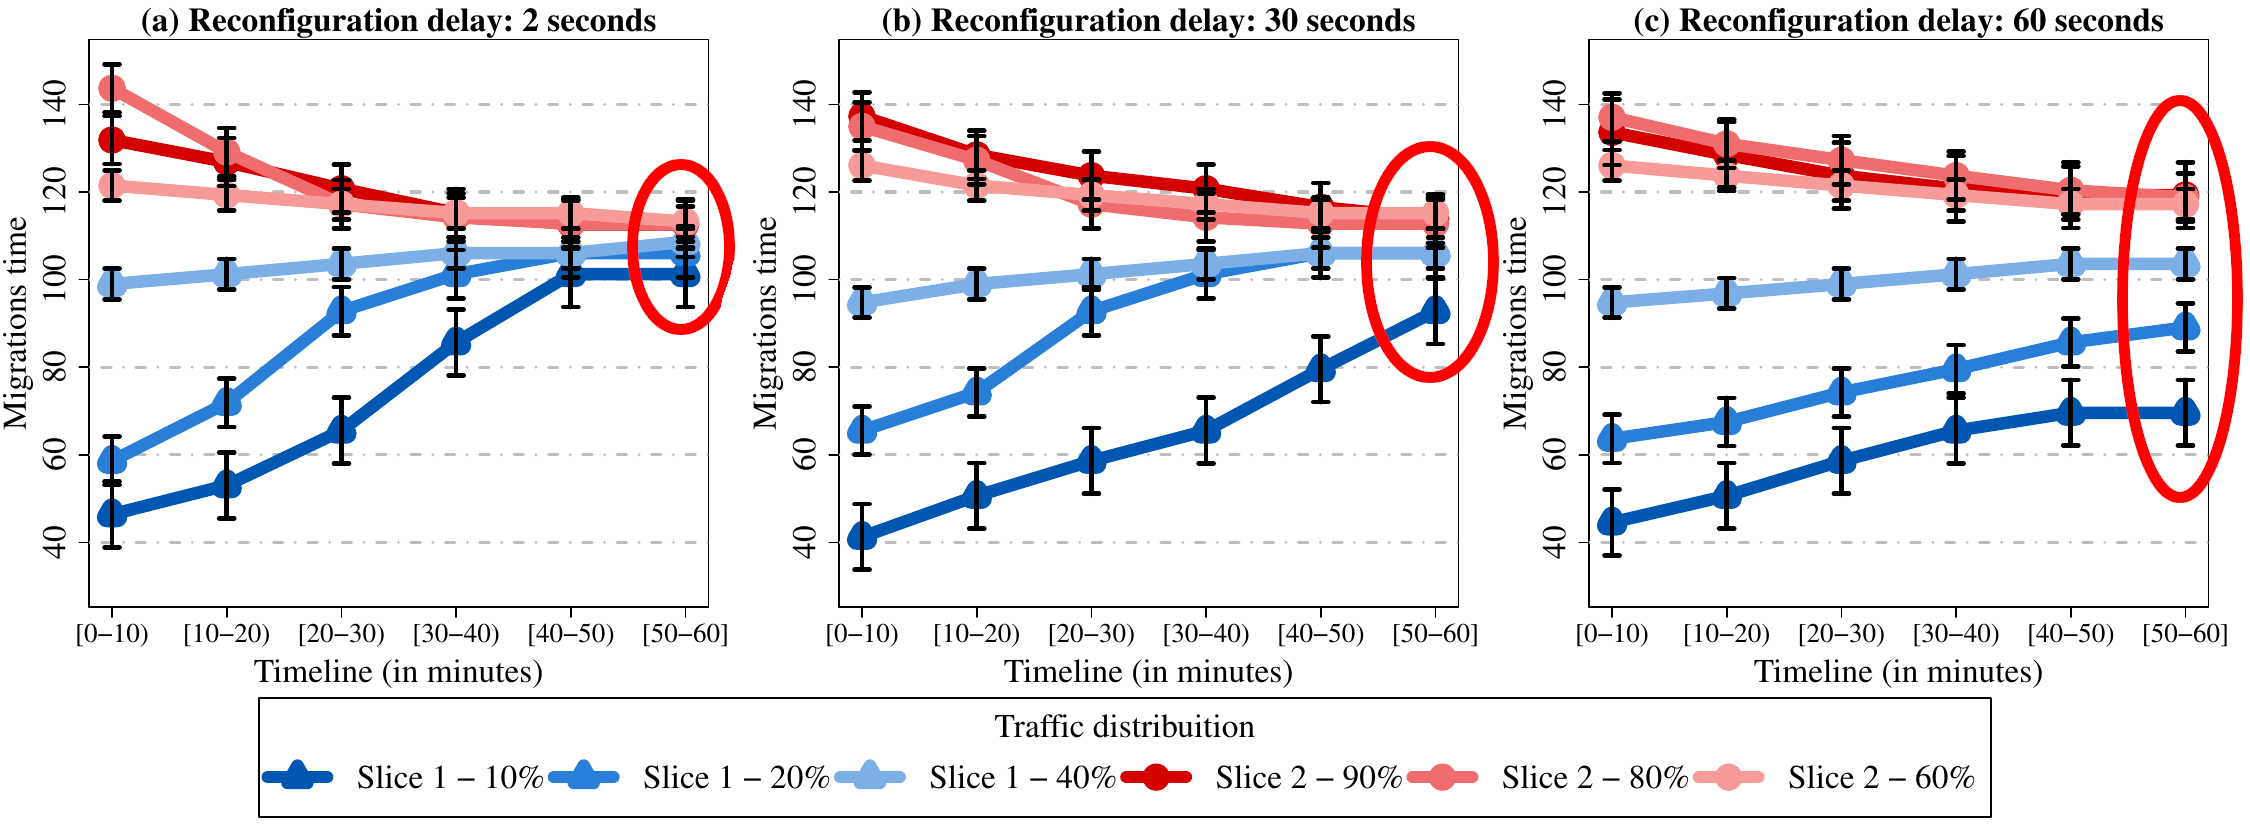 (a) Reconfiguration delay: 2 seconds
Migrations time
140
120
100
80
60
40
[0–10) [10–20) [20–30) [30–40) [40–50) [50–60]
Timeline (in minutes)
(b) Reconfiguration delay: 30 seconds
Migrations time
140
120
100
80
60
40
[0–10) [10–20) [20–30) [30–40) [40–50) [50–60]
Timeline (in minutes)
(c) Reconfiguration delay: 60 seconds
Migrations time
140
120
100
80
60
40
[0–10) [10–20) [20–30) [30–40) [40–50) [50–60]
Timeline (in minutes)
Traffic distribuition
Slice 1 – 10% Slice 1 – 20% Slice 1 – 40% Slice 2 – 90% Slice 2 – 80% Slice 2 – 60%